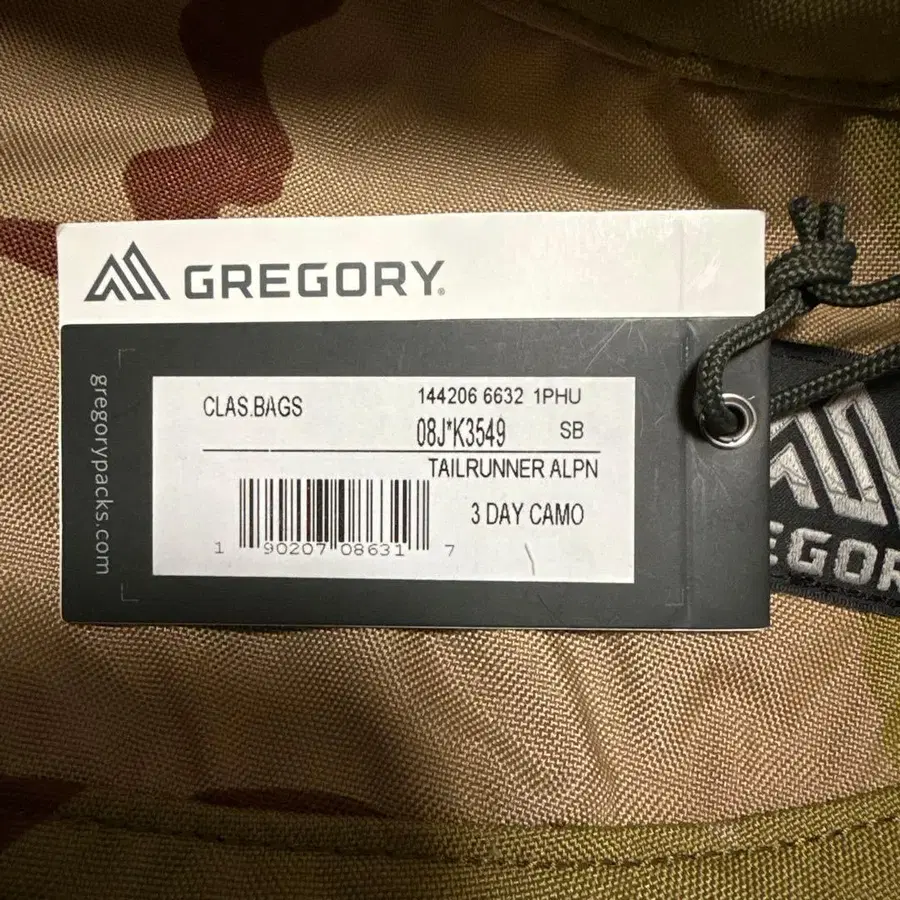 GREGORY
gregorypacks.com
CLAS.BAGS
144206 6632 1PHU
08J*K3549 SB
TAILRUNNER ALPN
3 DAY CAMO
1 90207 08631 7
EGOR